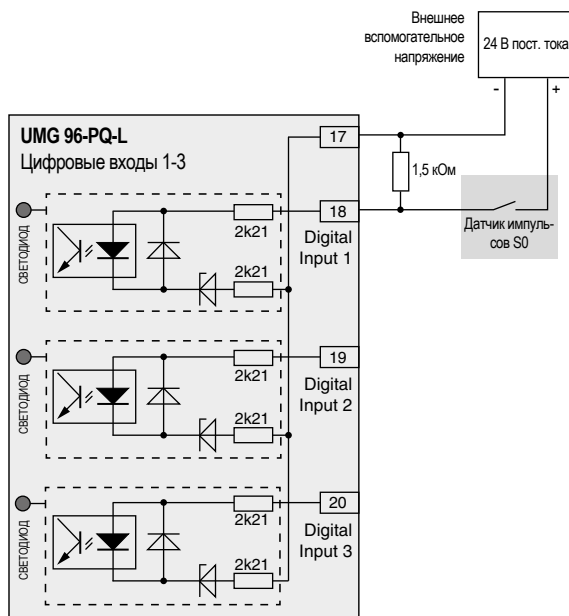 Внешнее
вспомогательное
напряжение
24 В пост. тока
- +
UMG 96-PQ-L
Цифровые входы 1-3
17
1,5 кОм
18
Датчик импуль-
сов S0
СВЕТОДИОД
2k21
2k21
Digital
Input 1
19
СВЕТОДИОД
2k21
2k21
Digital
Input 2
20
СВЕТОДИОД
2k21
2k21
Digital
Input 3